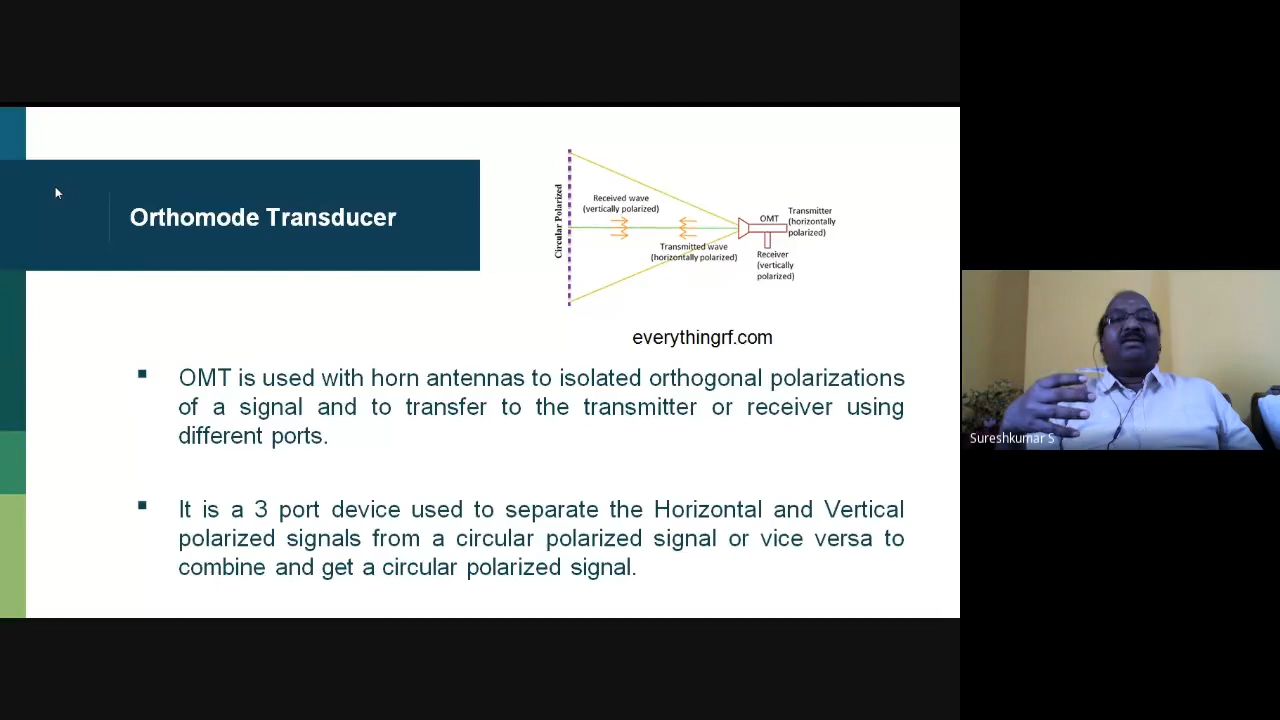 Orthomode Transducer
Circular Polarized
Received wave
(vertically polarized)
Transmitted wave
(horizontally polarized)
OMT
Transmitter
(horizontally
polarized)
Receiver
(vertically
polarized)
everythingrf.com
▪ OMT is used with horn antennas to isolated orthogonal polarizations
of a signal and to transfer to the transmitter or receiver using
different ports.
▪ It is a 3 port device used to separate the Horizontal and Vertical
polarized signals from a circular polarized signal or vice versa to
combine and get a circular polarized signal.
Sureshkumar S